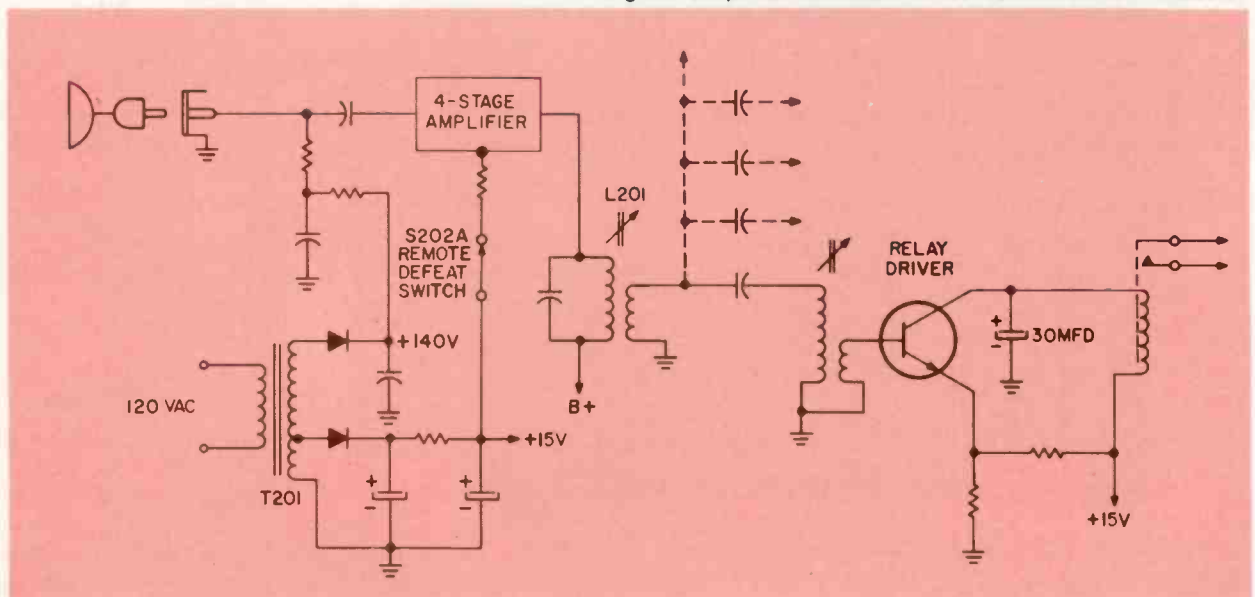 4-STAGE
AMPLIFIER
L201
S202A
REMOTE
DEFEAT
SWITCH
RELAY
DRIVER
+
-
30MFD
+140V
120 VAC
B+
+15V
T201
+
-
+
-
+15V